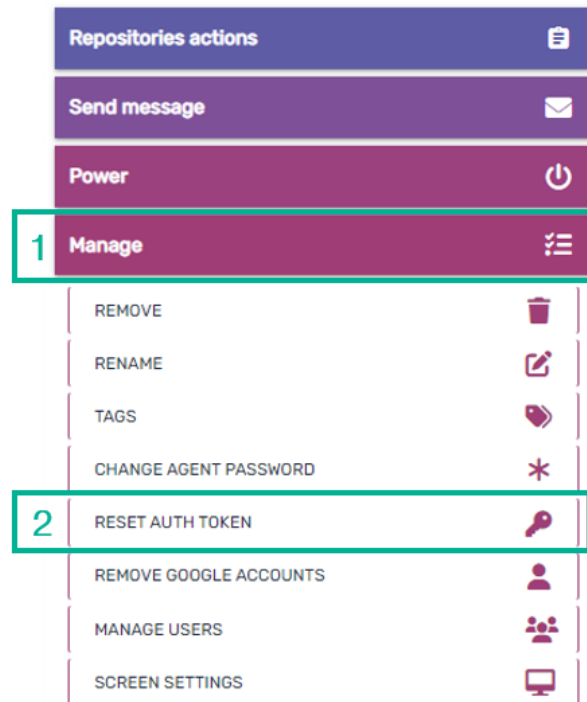 Repositories actions
Send message
Power
1 Manage
REMOVE
RENAME
TAGS
CHANGE AGENT PASSWORD
2 RESET AUTH TOKEN
REMOVE GOOGLE ACCOUNTS
MANAGE USERS
SCREEN SETTINGS